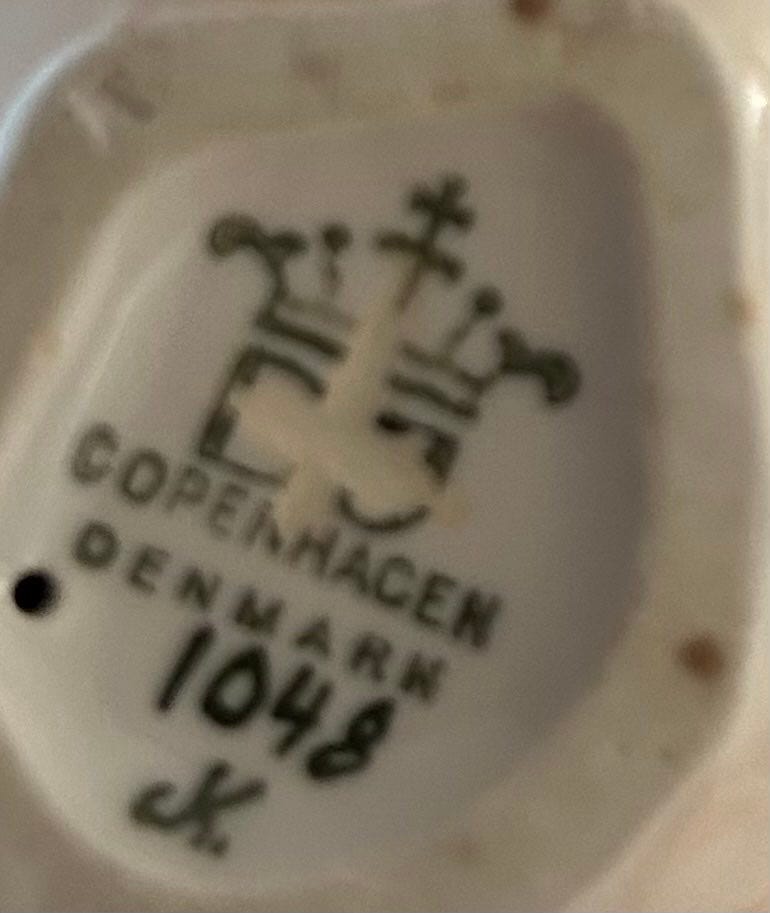 COPENHAGEN
DENMARK
1048
K.